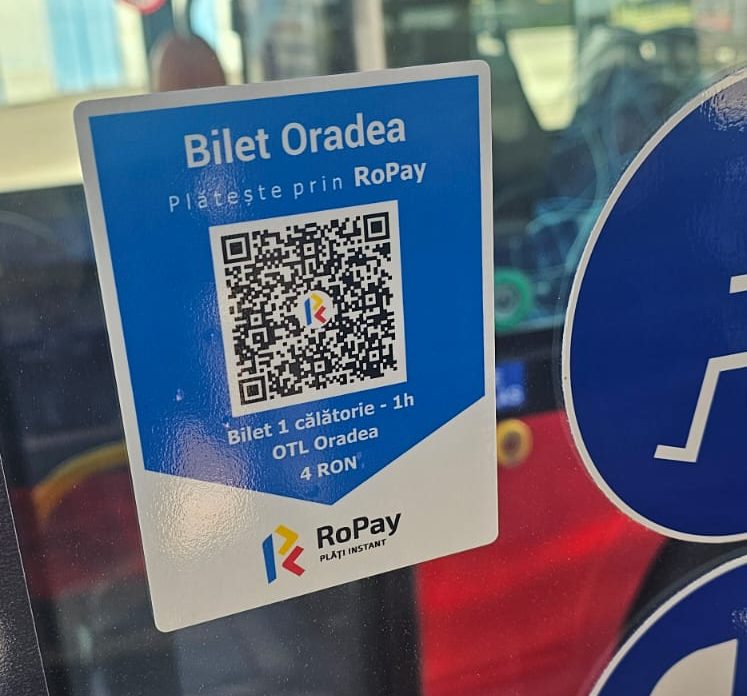 Bilet Oradea
Plătește prin RoPay
Bilet 1 călătorie - 1h
OTL Oradea
4 RON
RoPay
PLĂȚI INSTANT